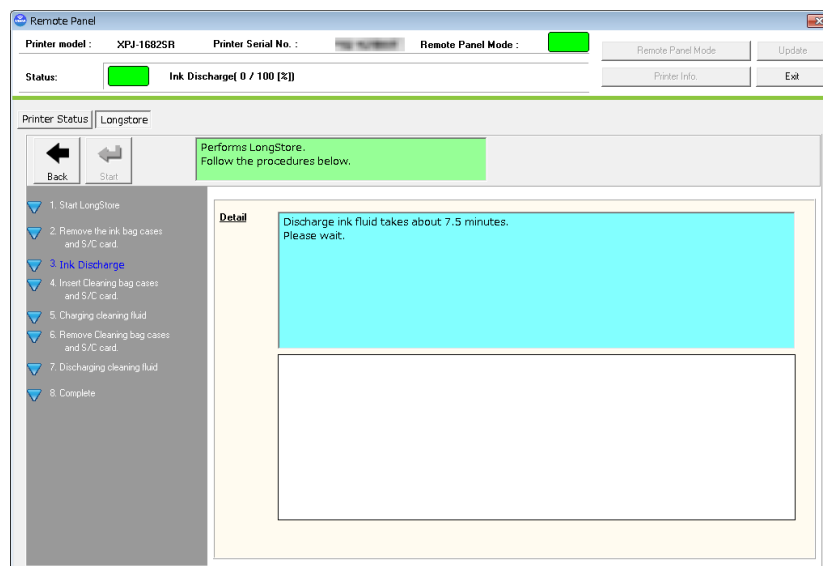 Remote Panel
Printer model : XPJ-1682SR Printer Serial No. : Remote Panel Mode : Remote Panel Mode Update
Status: Ink Discharge( 0 / 100 [%]) Printer Info. Exit
Printer Status Longstore
Back Start
Performs LongStore.
Follow the procedures below.
1. Start LongStore
2. Remove the ink bag cases
and S/C card.
3. Ink Discharge
4. Insert Cleaning bag cases
and S/C card.
5. Charging cleaning fluid
6. Remove Cleaning bag cases
and S/C card.
7. Discharging cleaning fluid
8. Complete
Detail
Discharge ink fluid takes about 7.5 minutes.
Please wait.